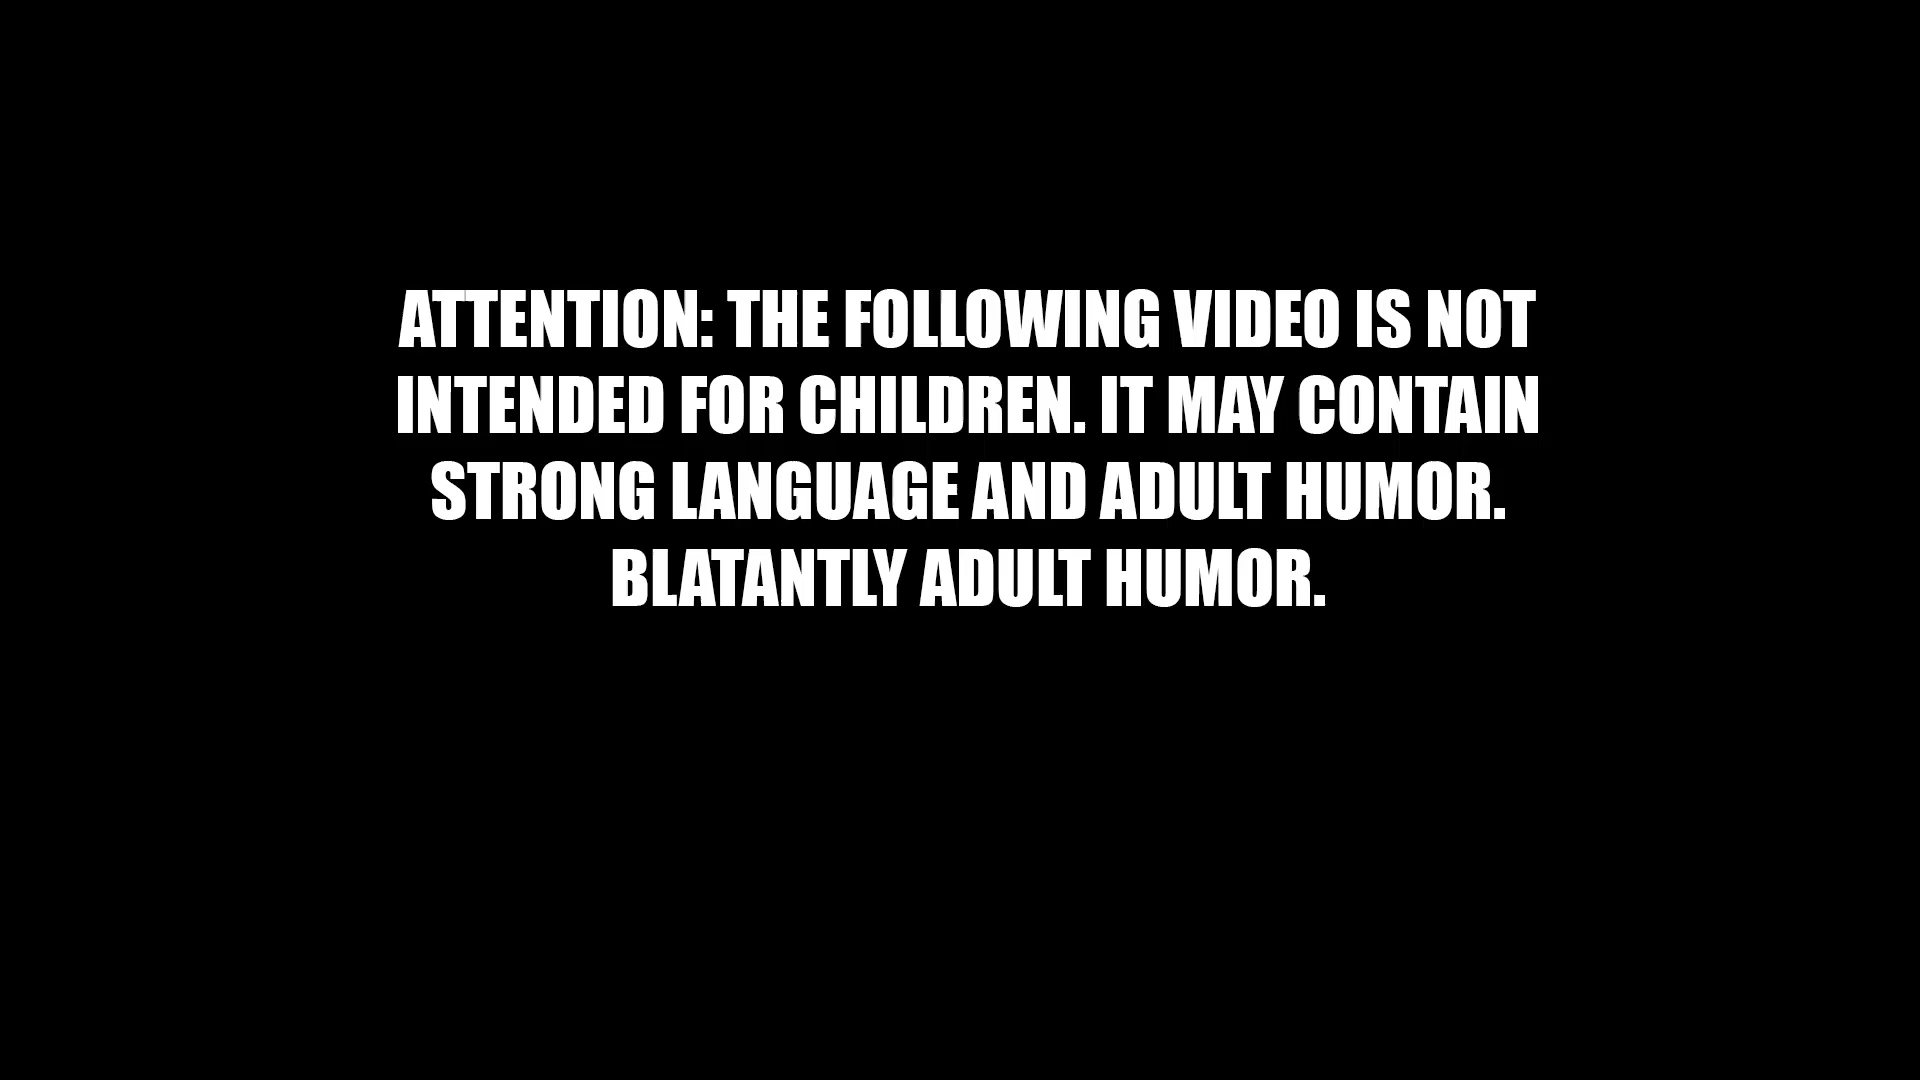 ATTENTION: THE FOLLOWING VIDEO IS NOT
INTENDED FOR CHILDREN. IT MAY CONTAIN
STRONG LANGUAGE AND ADULT HUMOR.
BLATANTLY ADULT HUMOR.